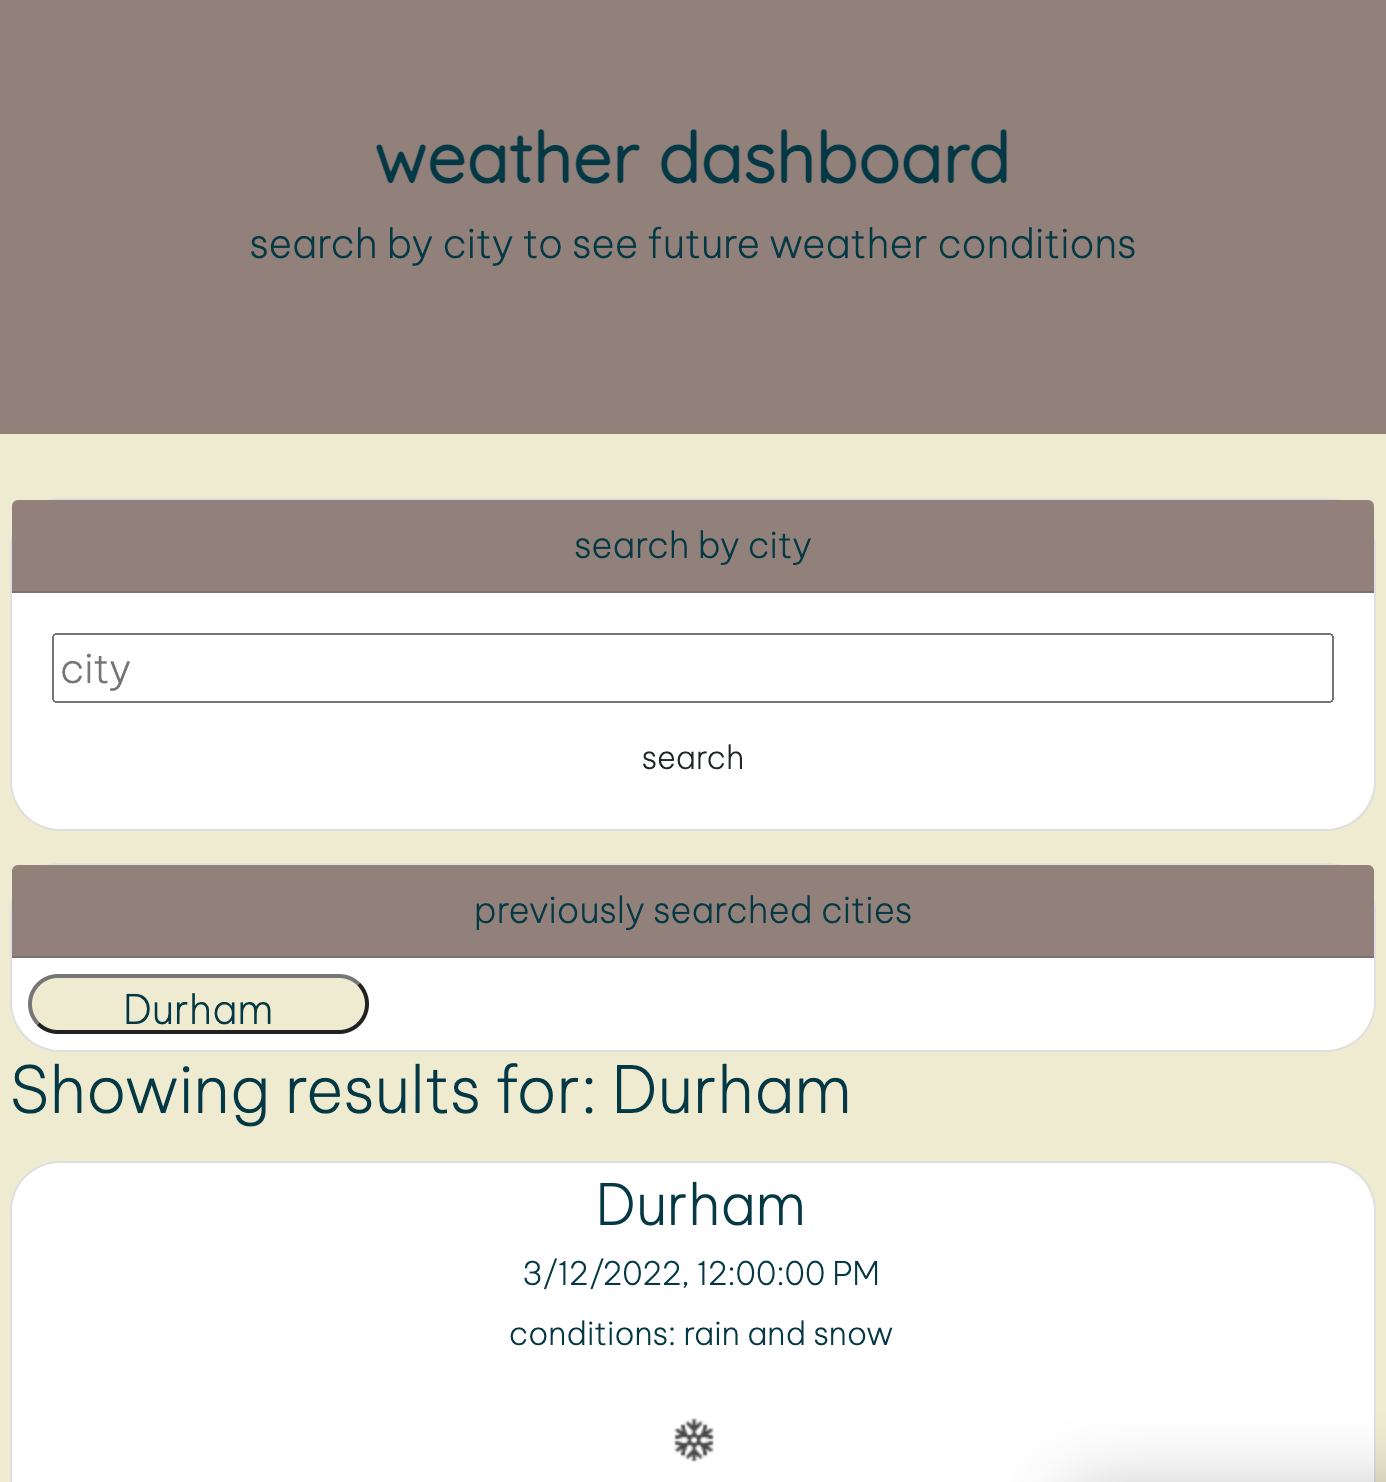 weather dashboard
search by city to see future weather conditions
search by city
city
search
previously searched cities
Durham
Showing results for: Durham
Durham
3/12/2022, 12:00:00 PM
conditions: rain and snow